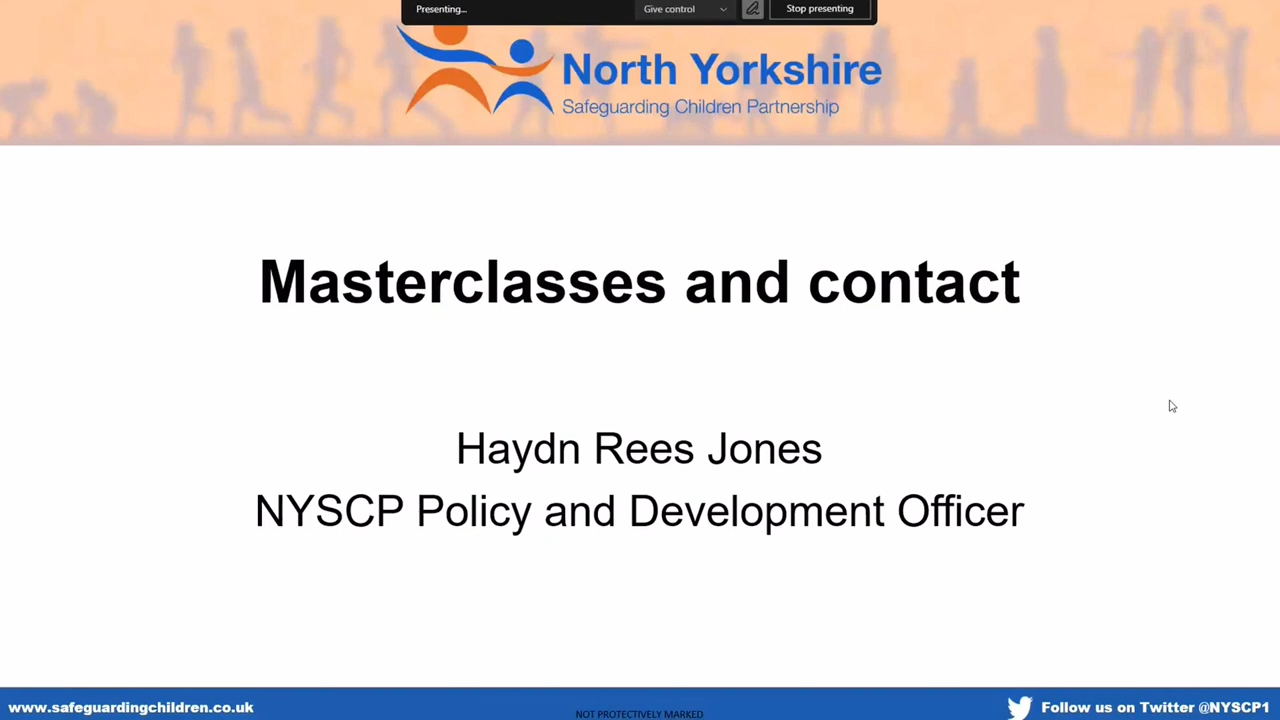 Presenting...
Give control
Stop presenting
North Yorkshire
Safeguarding Children Partnership
Masterclasses and contact
Haydn Rees Jones
NYSCP Policy and Development Officer
www.safeguardingchildren.co.uk
NOT PROTECTIVELY MARKED
Follow us on Twitter @NYSCP1